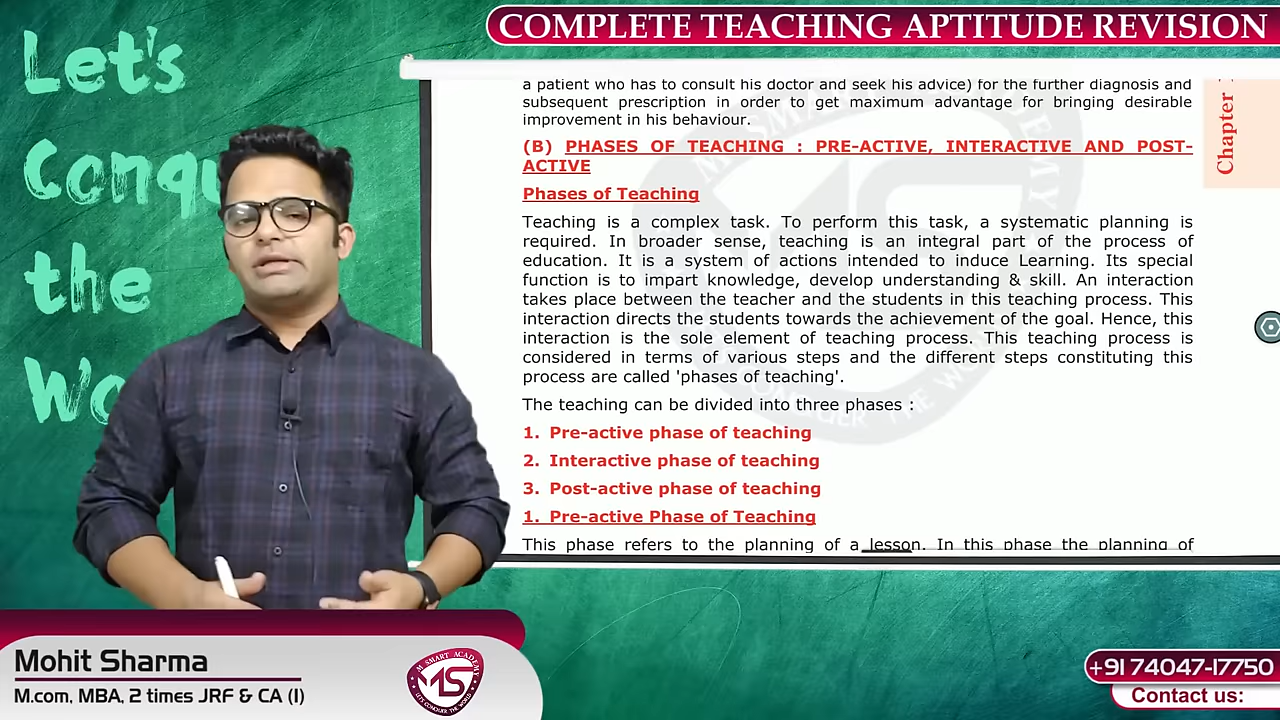 COMPLETE TEACHING APTITUDE REVISION
Let's
Conqu
the
Wo
a patient who has to consult his doctor and seek his advice) for the further diagnosis and
subsequent prescription in order to get maximum advantage for bringing desirable
improvement in his behaviour.
(B) PHASES OF TEACHING : PRE-ACTIVE, INTERACTIVE AND POST-
ACTIVE
Phases of Teaching
Teaching is a complex task. To perform this task, a systematic planning is
required. In broader sense, teaching is an integral part of the process of
education. It is a system of actions intended to induce Learning. Its special
function is to impart knowledge, develop understanding & skill. An interaction
takes place between the teacher and the students in this teaching process. This
interaction directs the students towards the achievement of the goal. Hence, this
interaction is the sole element of teaching process. This teaching process is
considered in terms of various steps and the different steps constituting this
process are called 'phases of teaching'.
The teaching can be divided into three phases :
1. Pre-active phase of teaching
2. Interactive phase of teaching
3. Post-active phase of teaching
1. Pre-active Phase of Teaching
This phase refers to the planning of a lesson. In this phase the planning of
Chapter
Mohit Sharma
M.com, MBA, 2 times JRF & CA (I)
M SMART ACADEMY
MS
LET'S CONQUER THE WORLD
+91 74047-17750
Contact us: